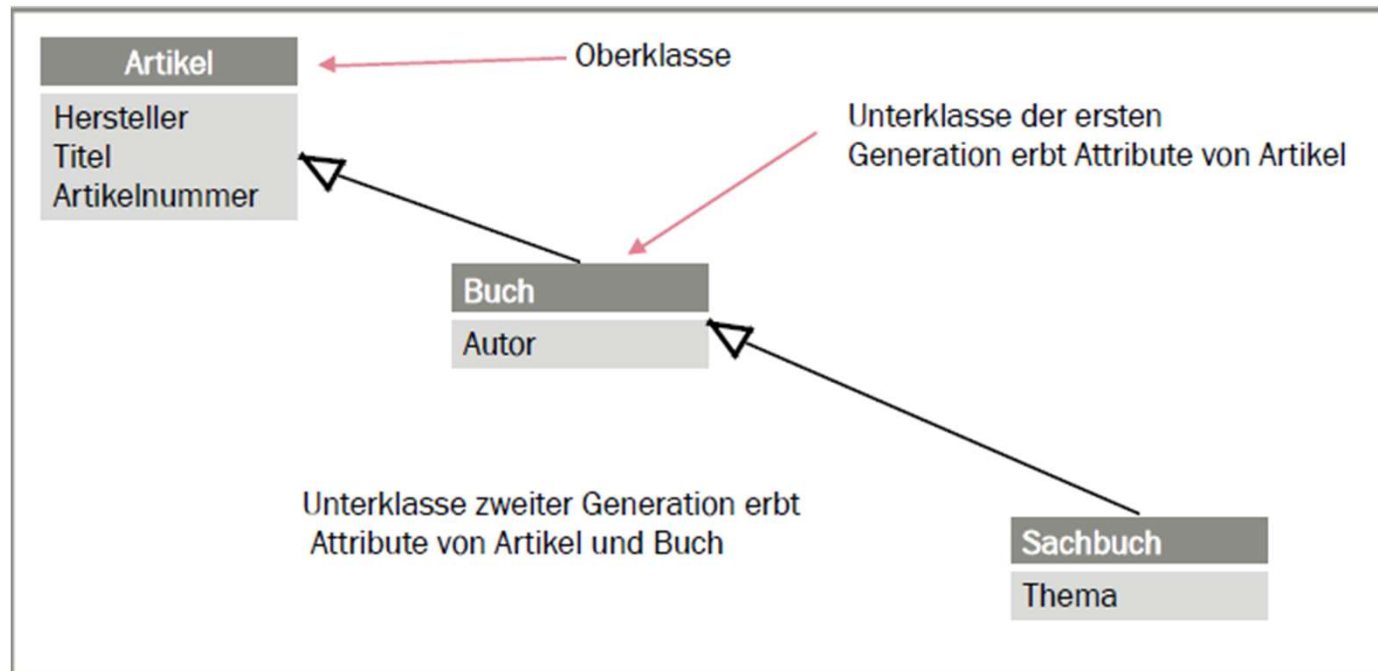 Artikel
Oberklasse
Hersteller
Titel
Artikelnummer
Unterklasse der ersten
Generation erbt Attribute von Artikel
Buch
Autor
Unterklasse zweiter Generation erbt
Attribute von Artikel und Buch
Sachbuch
Thema